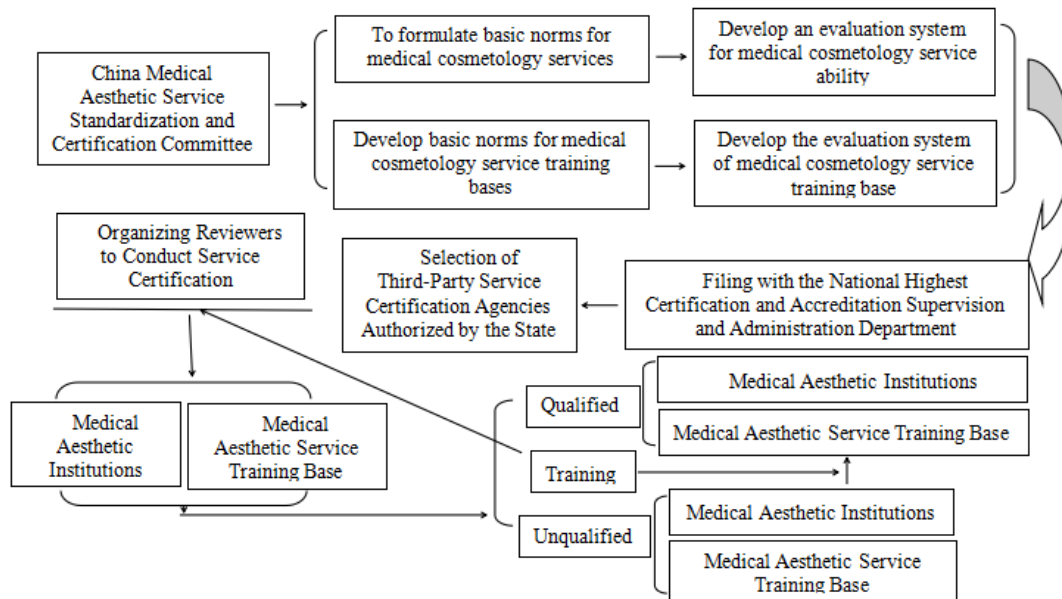 China Medical
Aesthetic Service
Standardization and
Certification Committee
To formulate basic norms for
medical cosmetology services
Develop an evaluation system
for medical cosmetology service
ability
Develop basic norms for medical
cosmetology service training
bases
Develop the evaluation system
of medical cosmetology service
training base
Organizing Reviewers
to Conduct Service
Certification
Selection of
Third-Party Service
Certification Agencies
Authorized by the State
Filing with the National Highest
Certification and Accreditation Supervision
and Administration Department
Medical
Aesthetic
Institutions
Medical
Aesthetic Service
Training Base
Qualified
Medical Aesthetic Institutions
Medical Aesthetic Service Training Base
Training
Unqualified
Medical Aesthetic Institutions
Medical Aesthetic Service
Training Base